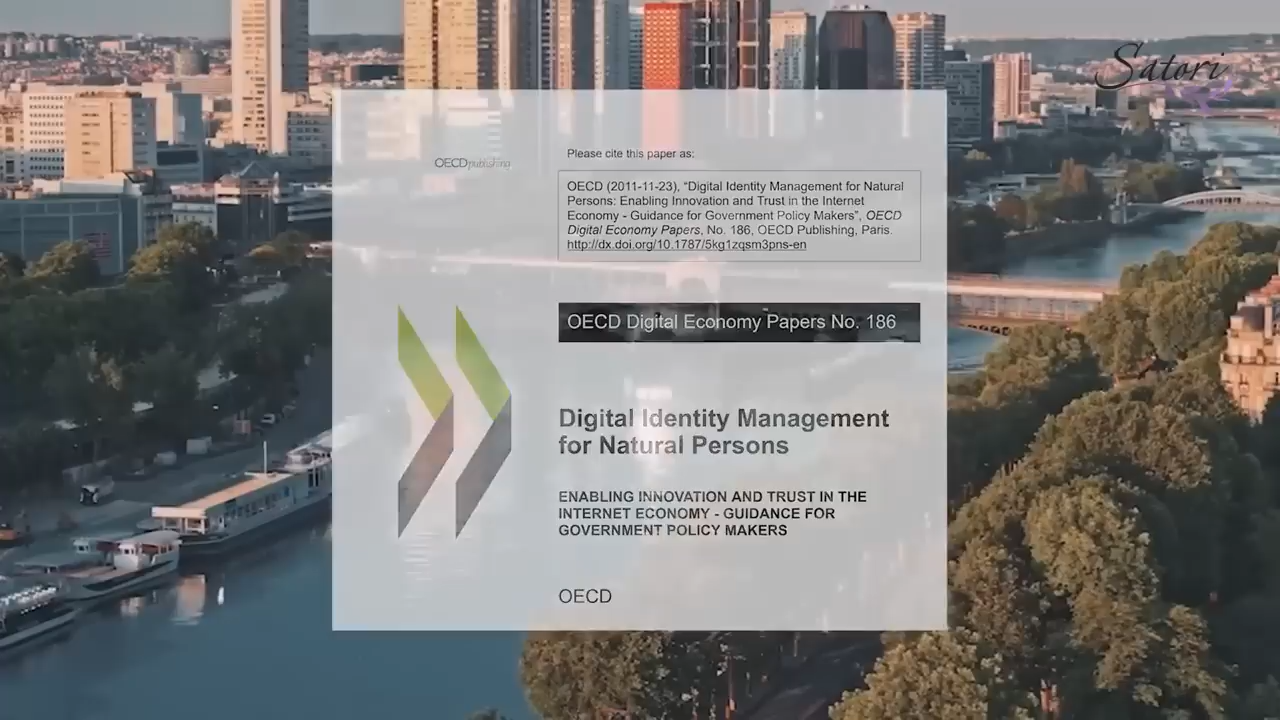 Satori
OECDpublishing
Please cite this paper as:
OECD (2011-11-23), “Digital Identity Management for Natural
Persons: Enabling Innovation and Trust in the Internet
Economy - Guidance for Government Policy Makers”, OECD
Digital Economy Papers, No. 186, OECD Publishing, Paris.
http://dx.doi.org/10.1787/5kg1zqsm3pns-en
OECD Digital Economy Papers No. 186
Digital Identity Management
for Natural Persons
ENABLING INNOVATION AND TRUST IN THE
INTERNET ECONOMY - GUIDANCE FOR
GOVERNMENT POLICY MAKERS
OECD